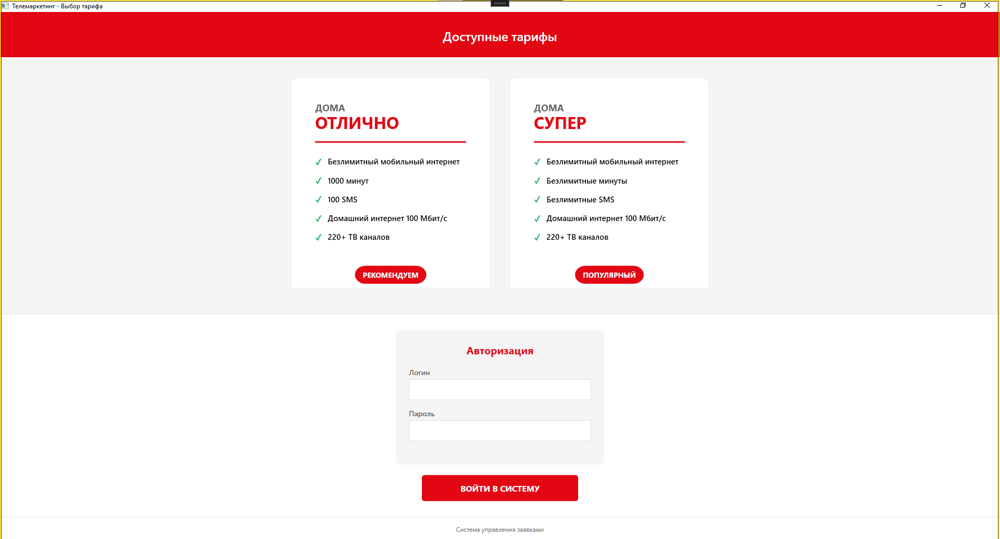 Телемаркетинг - Выбор тарифа
Доступные тарифы
ДОМА
ОТЛИЧНО
✓ Безлимитный мобильный интернет
✓ 1000 минут
✓ 100 SMS
✓ Домашний интернет 100 Мбит/с
✓ 220+ ТВ каналов
РЕКОМЕНДУЕМ
ДОМА
СУПЕР
✓ Безлимитный мобильный интернет
✓ Безлимитные минуты
✓ Безлимитные SMS
✓ Домашний интернет 100 Мбит/с
✓ 220+ ТВ каналов
ПОПУЛЯРНЫЙ
Авторизация
Логин
Пароль
ВОЙТИ В СИСТЕМУ
Система управления заявками